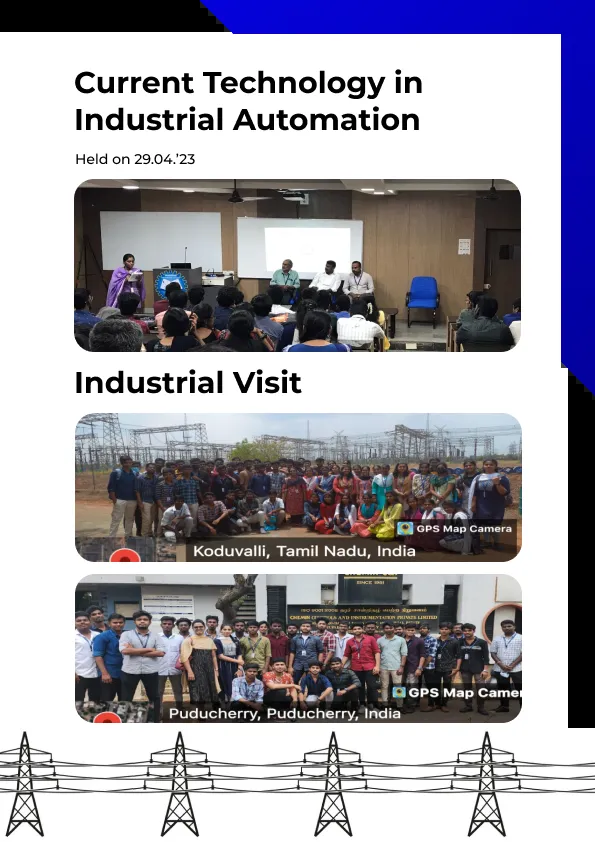 Current Technology in
Industrial Automation
Held on 29.04.'23
Industrial Visit
GPS Map Camera
Koduvalli, Tamil Nadu, India
SINCE 1991
CONTROLS AND INSTRUMENTATION PRIVATE LIMITED
GPS Map Camer
Puducherry, Puducherry, India